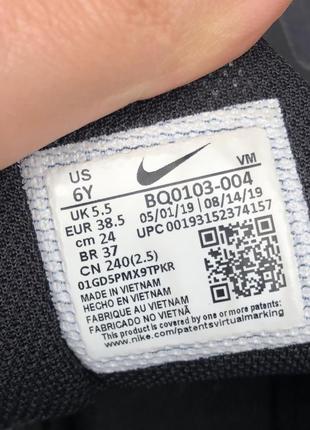 US
6Y
VM
UK 5.5
EUR 38.5
cm 24
BR 37
CN 240(2.5)
BQ0103-004
05/01/19 | 08/14/19
UPC 00193152374157
01GD5PMX9TPKR
MADE IN VIETNAM
HECHO EN VIETNAM
FABRIQUE AU VIETNAM
FABRICADO NO VIETNÃ
This product is covered by one or more patents:
www.nike.com/patentsvirtualmarking